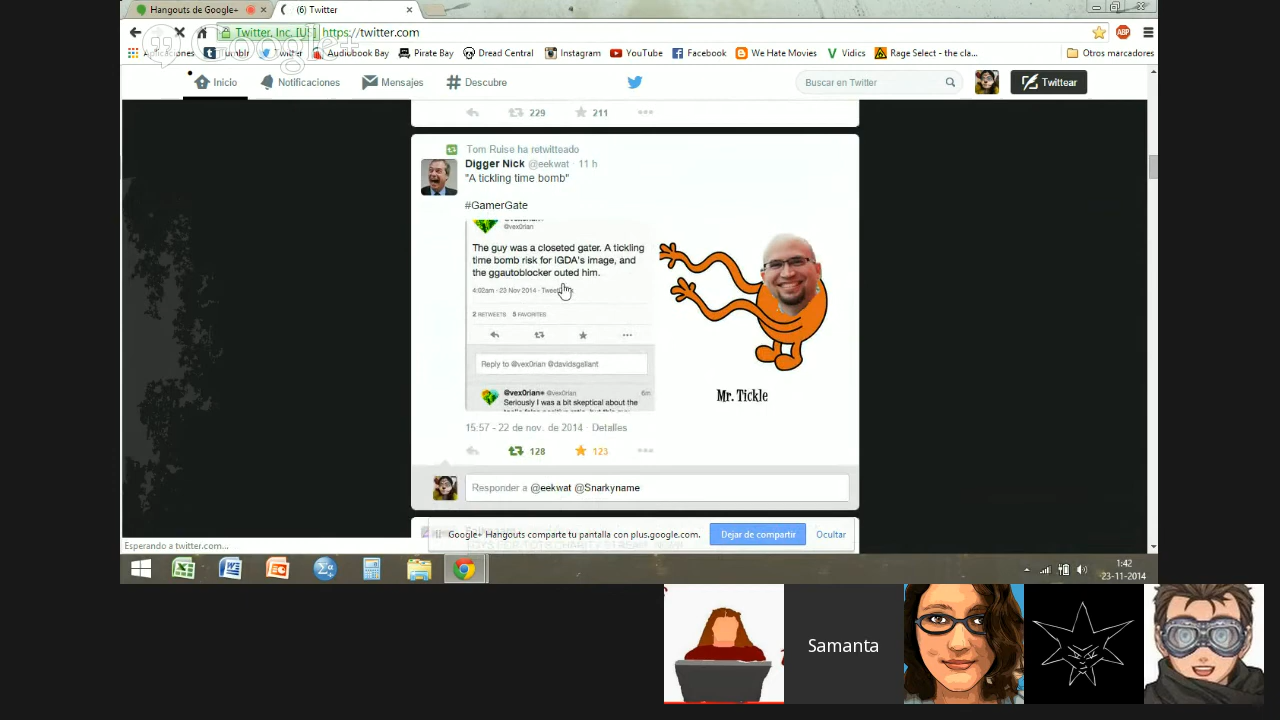 Hangouts de Google+
(6) Twitter
Twitter, Inc. [US] https://twitter.com
Google+
Aplicaciones Tumblr Twitter Audiobook Bay Pirate Bay Dread Central Instagram YouTube Facebook We Hate Movies Vidics Rage Select - the cla... Otros marcadores
Inicio Notificaciones Mensajes Descubre Buscar en Twitter Twittear
229 211
Tom Ruise ha retwitteado
Digger Nick @eekwat · 11 h
"A tickling time bomb"
#GamerGate
@vex0rian
The guy was a closeted gater. A tickling
time bomb risk for IGDA's image, and
the ggautoblocker outed him.
4:02am · 23 Nov 2014 ·
2 RETWEETS 5 FAVORITES
Reply to @vex0rian @davidsgallant
@vex0rian @vex0rian 6m
Seriously I was a bit skeptical about the
Mr. Tickle
15:57 - 22 de nov. de 2014 · Detalles
128 123
Responder a @eekwat @Snarkyname
Google+ Hangouts comparte tu pantalla con plus.google.com. Dejar de compartir Ocultar
Esperando a twitter.com...
1:42
23-11-2014
Samanta